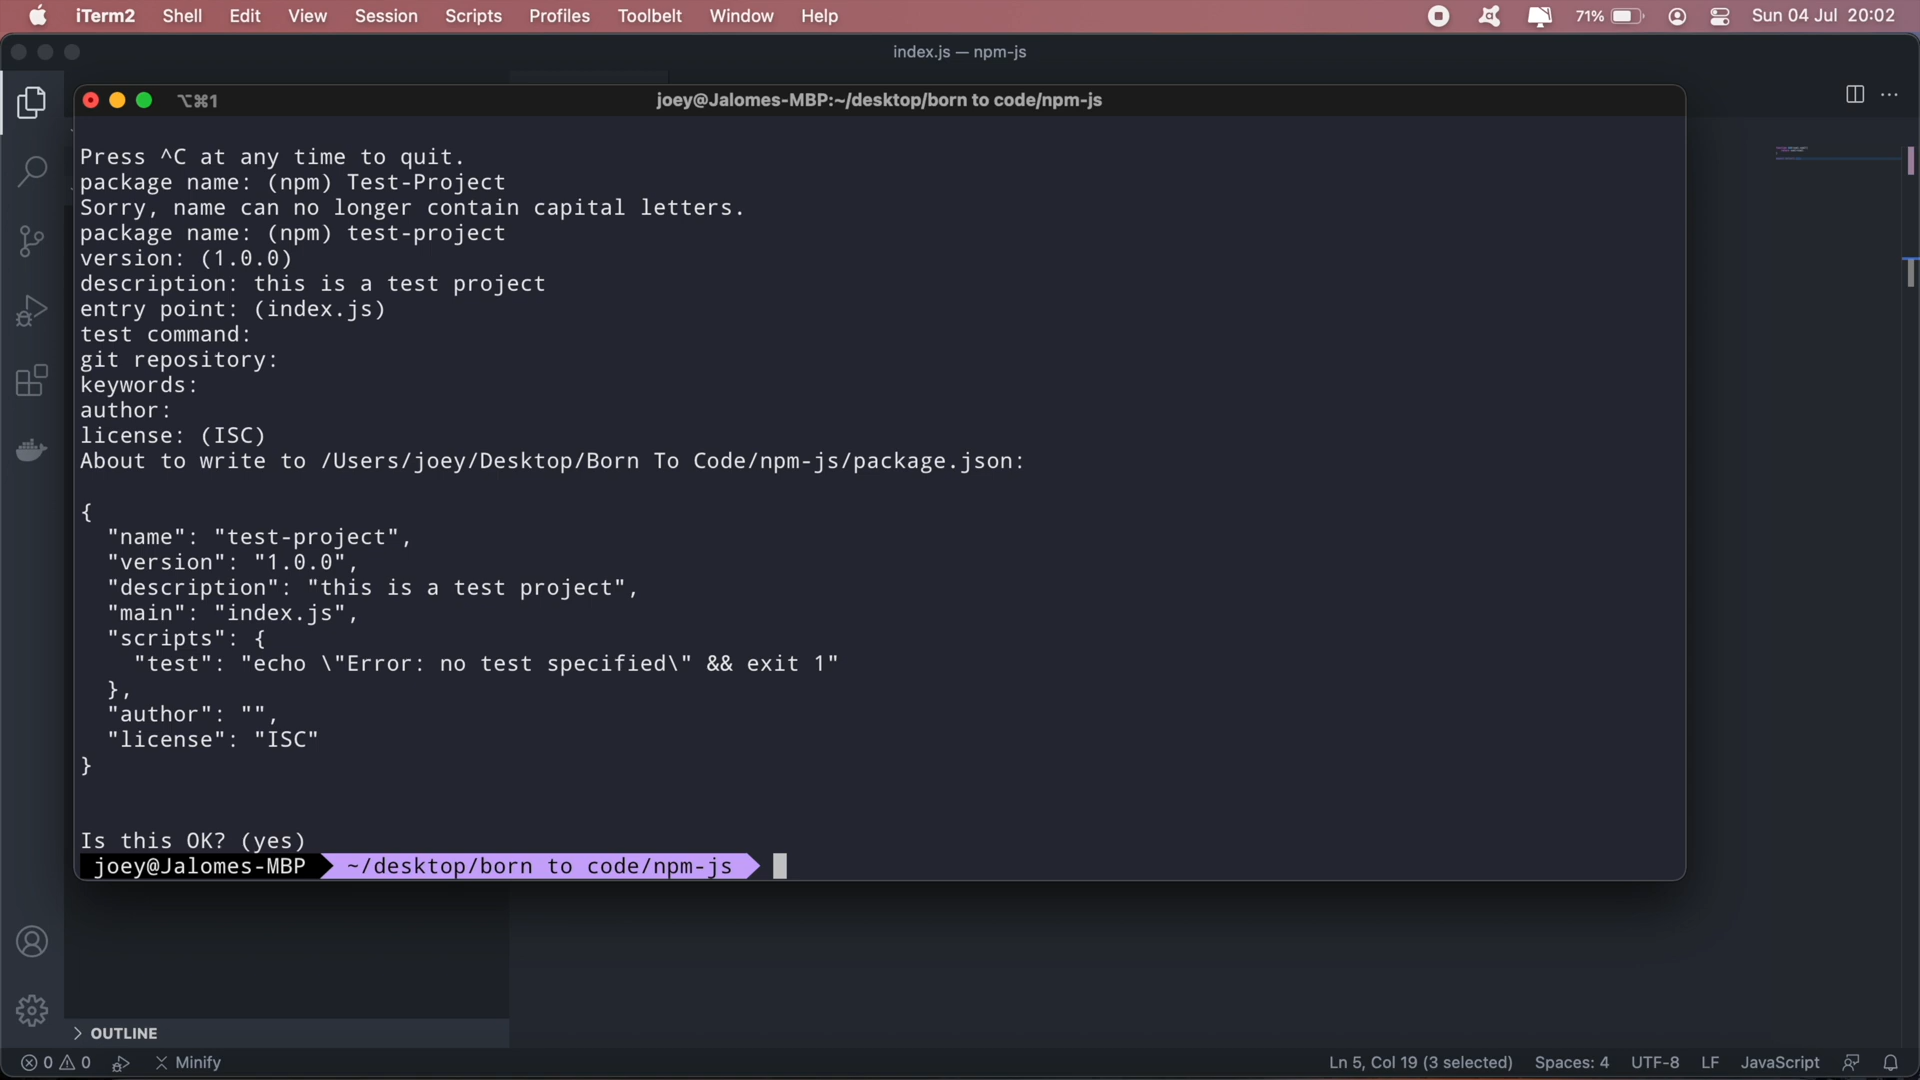 iTerm2 Shell Edit View Session Scripts Profiles Toolbelt Window Help 71% Sun 04 Jul 20:02
index.js — npm-js
⌥⌘1 joey@Jalomes-MBP:~/desktop/born to code/npm-js
Press ^C at any time to quit.
package name: (npm) Test-Project
Sorry, name can no longer contain capital letters.
package name: (npm) test-project
version: (1.0.0)
description: this is a test project
entry point: (index.js)
test command:
git repository:
keywords:
author:
license: (ISC)
About to write to /Users/joey/Desktop/Born To Code/npm-js/package.json:
{
"name": "test-project",
"version": "1.0.0",
"description": "this is a test project",
"main": "index.js",
"scripts": {
"test": "echo \"Error: no test specified\" && exit 1"
},
"author": "",
"license": "ISC"
}
Is this OK? (yes)
joey@Jalomes-MBP ~/desktop/born to code/npm-js
OUTLINE
0 0 Minify Ln 5, Col 19 (3 selected) Spaces: 4 UTF-8 LF JavaScript